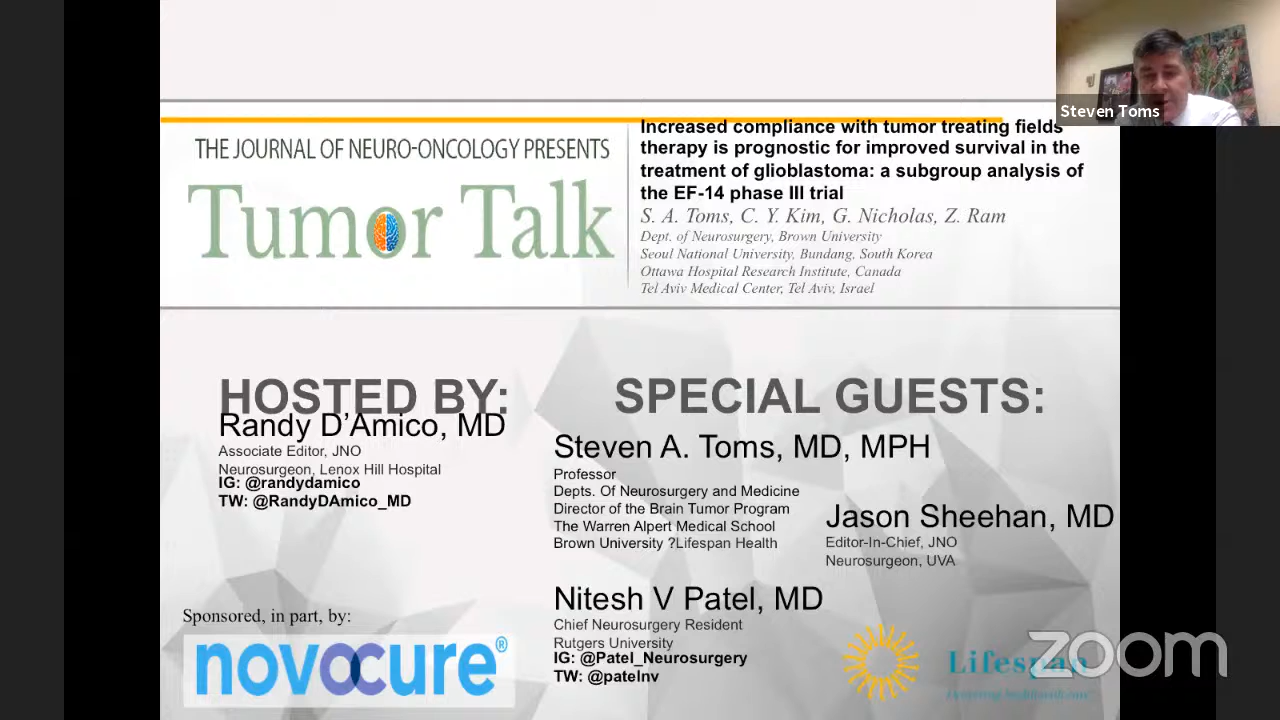 Steven Toms
THE JOURNAL OF NEURO-ONCOLOGY PRESENTS
Tumor Talk
Increased compliance with tumor treating fields
therapy is prognostic for improved survival in the
treatment of glioblastoma: a subgroup analysis of
the EF-14 phase III trial
S. A. Toms, C. Y. Kim, G. Nicholas, Z. Ram
Dept. of Neurosurgery, Brown University
Seoul National University, Bundang, South Korea
Ottawa Hospital Research Institute, Canada
Tel Aviv Medical Center, Tel Aviv, Israel
HOSTED BY:
Randy D’Amico, MD
Associate Editor, JNO
Neurosurgeon, Lenox Hill Hospital
IG: @randydamico
TW: @RandyDAmico_MD
SPECIAL GUESTS:
Steven A. Toms, MD, MPH
Professor
Depts. Of Neurosurgery and Medicine
Director of the Brain Tumor Program
The Warren Alpert Medical School
Brown University ?Lifespan Health
Jason Sheehan, MD
Editor-In-Chief, JNO
Neurosurgeon, UVA
Nitesh V Patel, MD
Chief Neurosurgery Resident
Rutgers University
IG: @Patel_Neurosurgery
TW: @patelnv
Sponsored, in part, by:
novocure®
Lifespan
zoom